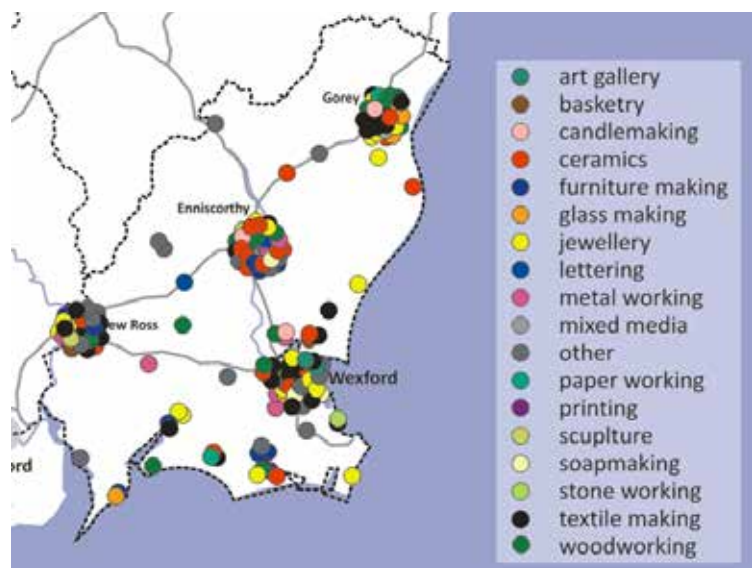 Gorey
Enniscorthy
ew Ross
Wexford
ord
art gallery
basketry
candlemaking
ceramics
furniture making
glass making
jewellery
lettering
metal working
mixed media
other
paper working
printing
scuplture
soapmaking
stone working
textile making
woodworking